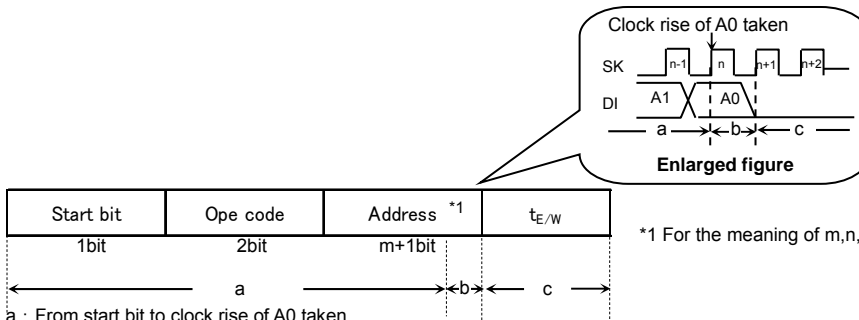 Clock rise of A0 taken
SK n-1 n n+1 n+2
DI A1 A0
a b c
Enlarged figure
Start bit Ope code Address *1 tE/W
1bit 2bit m+1bit
*1 For the meaning of m,n,
a b c
a : From start bit to clock rise of A0 taken